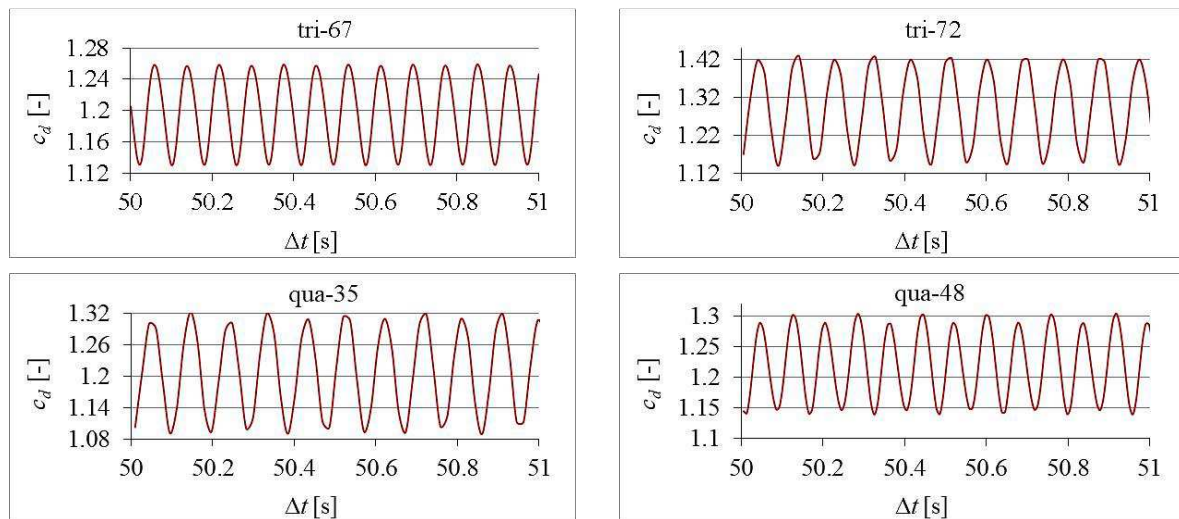 tri-67
1.28
1.24
1.2
1.16
1.12
c_d [-]
50 50.2 50.4 50.6 50.8 51
Δt [s]
tri-72
1.42
1.32
1.22
1.12
c_d [-]
50 50.2 50.4 50.6 50.8 51
Δt [s]
qua-35
1.32
1.26
1.2
1.14
1.08
c_d [-]
50 50.2 50.4 50.6 50.8 51
Δt [s]
qua-48
1.3
1.25
1.2
1.15
1.1
c_d [-]
50 50.2 50.4 50.6 50.8 51
Δt [s]